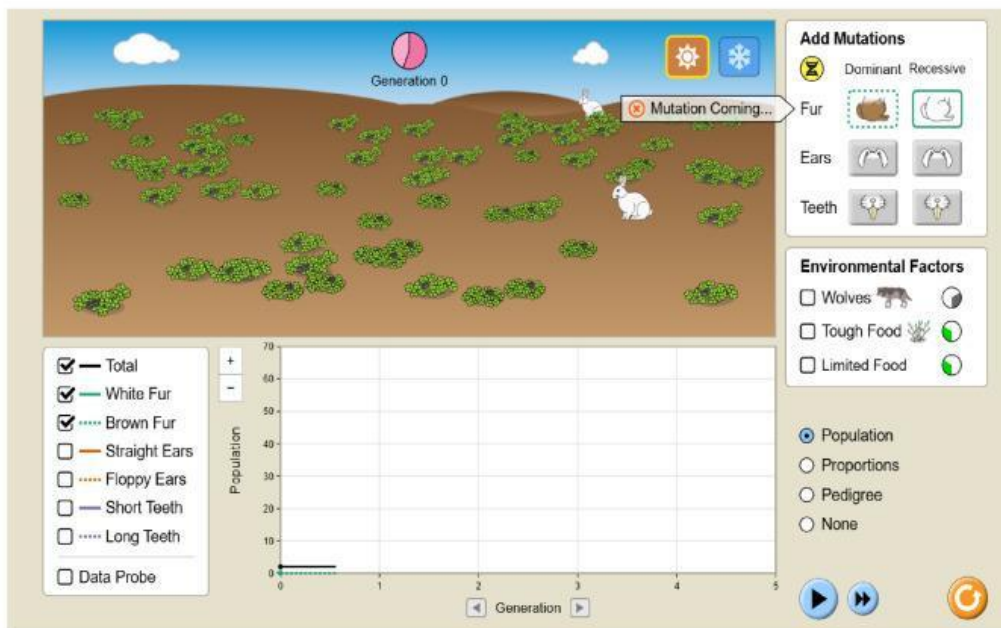 Generation 0
Mutation Coming...
Add Mutations
Dominant Recessive
Fur
Ears
Teeth
Environmental Factors
Wolves
Tough Food
Limited Food
Total
White Fur
Brown Fur
Straight Ears
Floppy Ears
Short Teeth
Long Teeth
Data Probe
+
−
Population
70
60
50
40
30
20
10
0
0 1 2 3 4 5
Generation
Population
Proportions
Pedigree
None